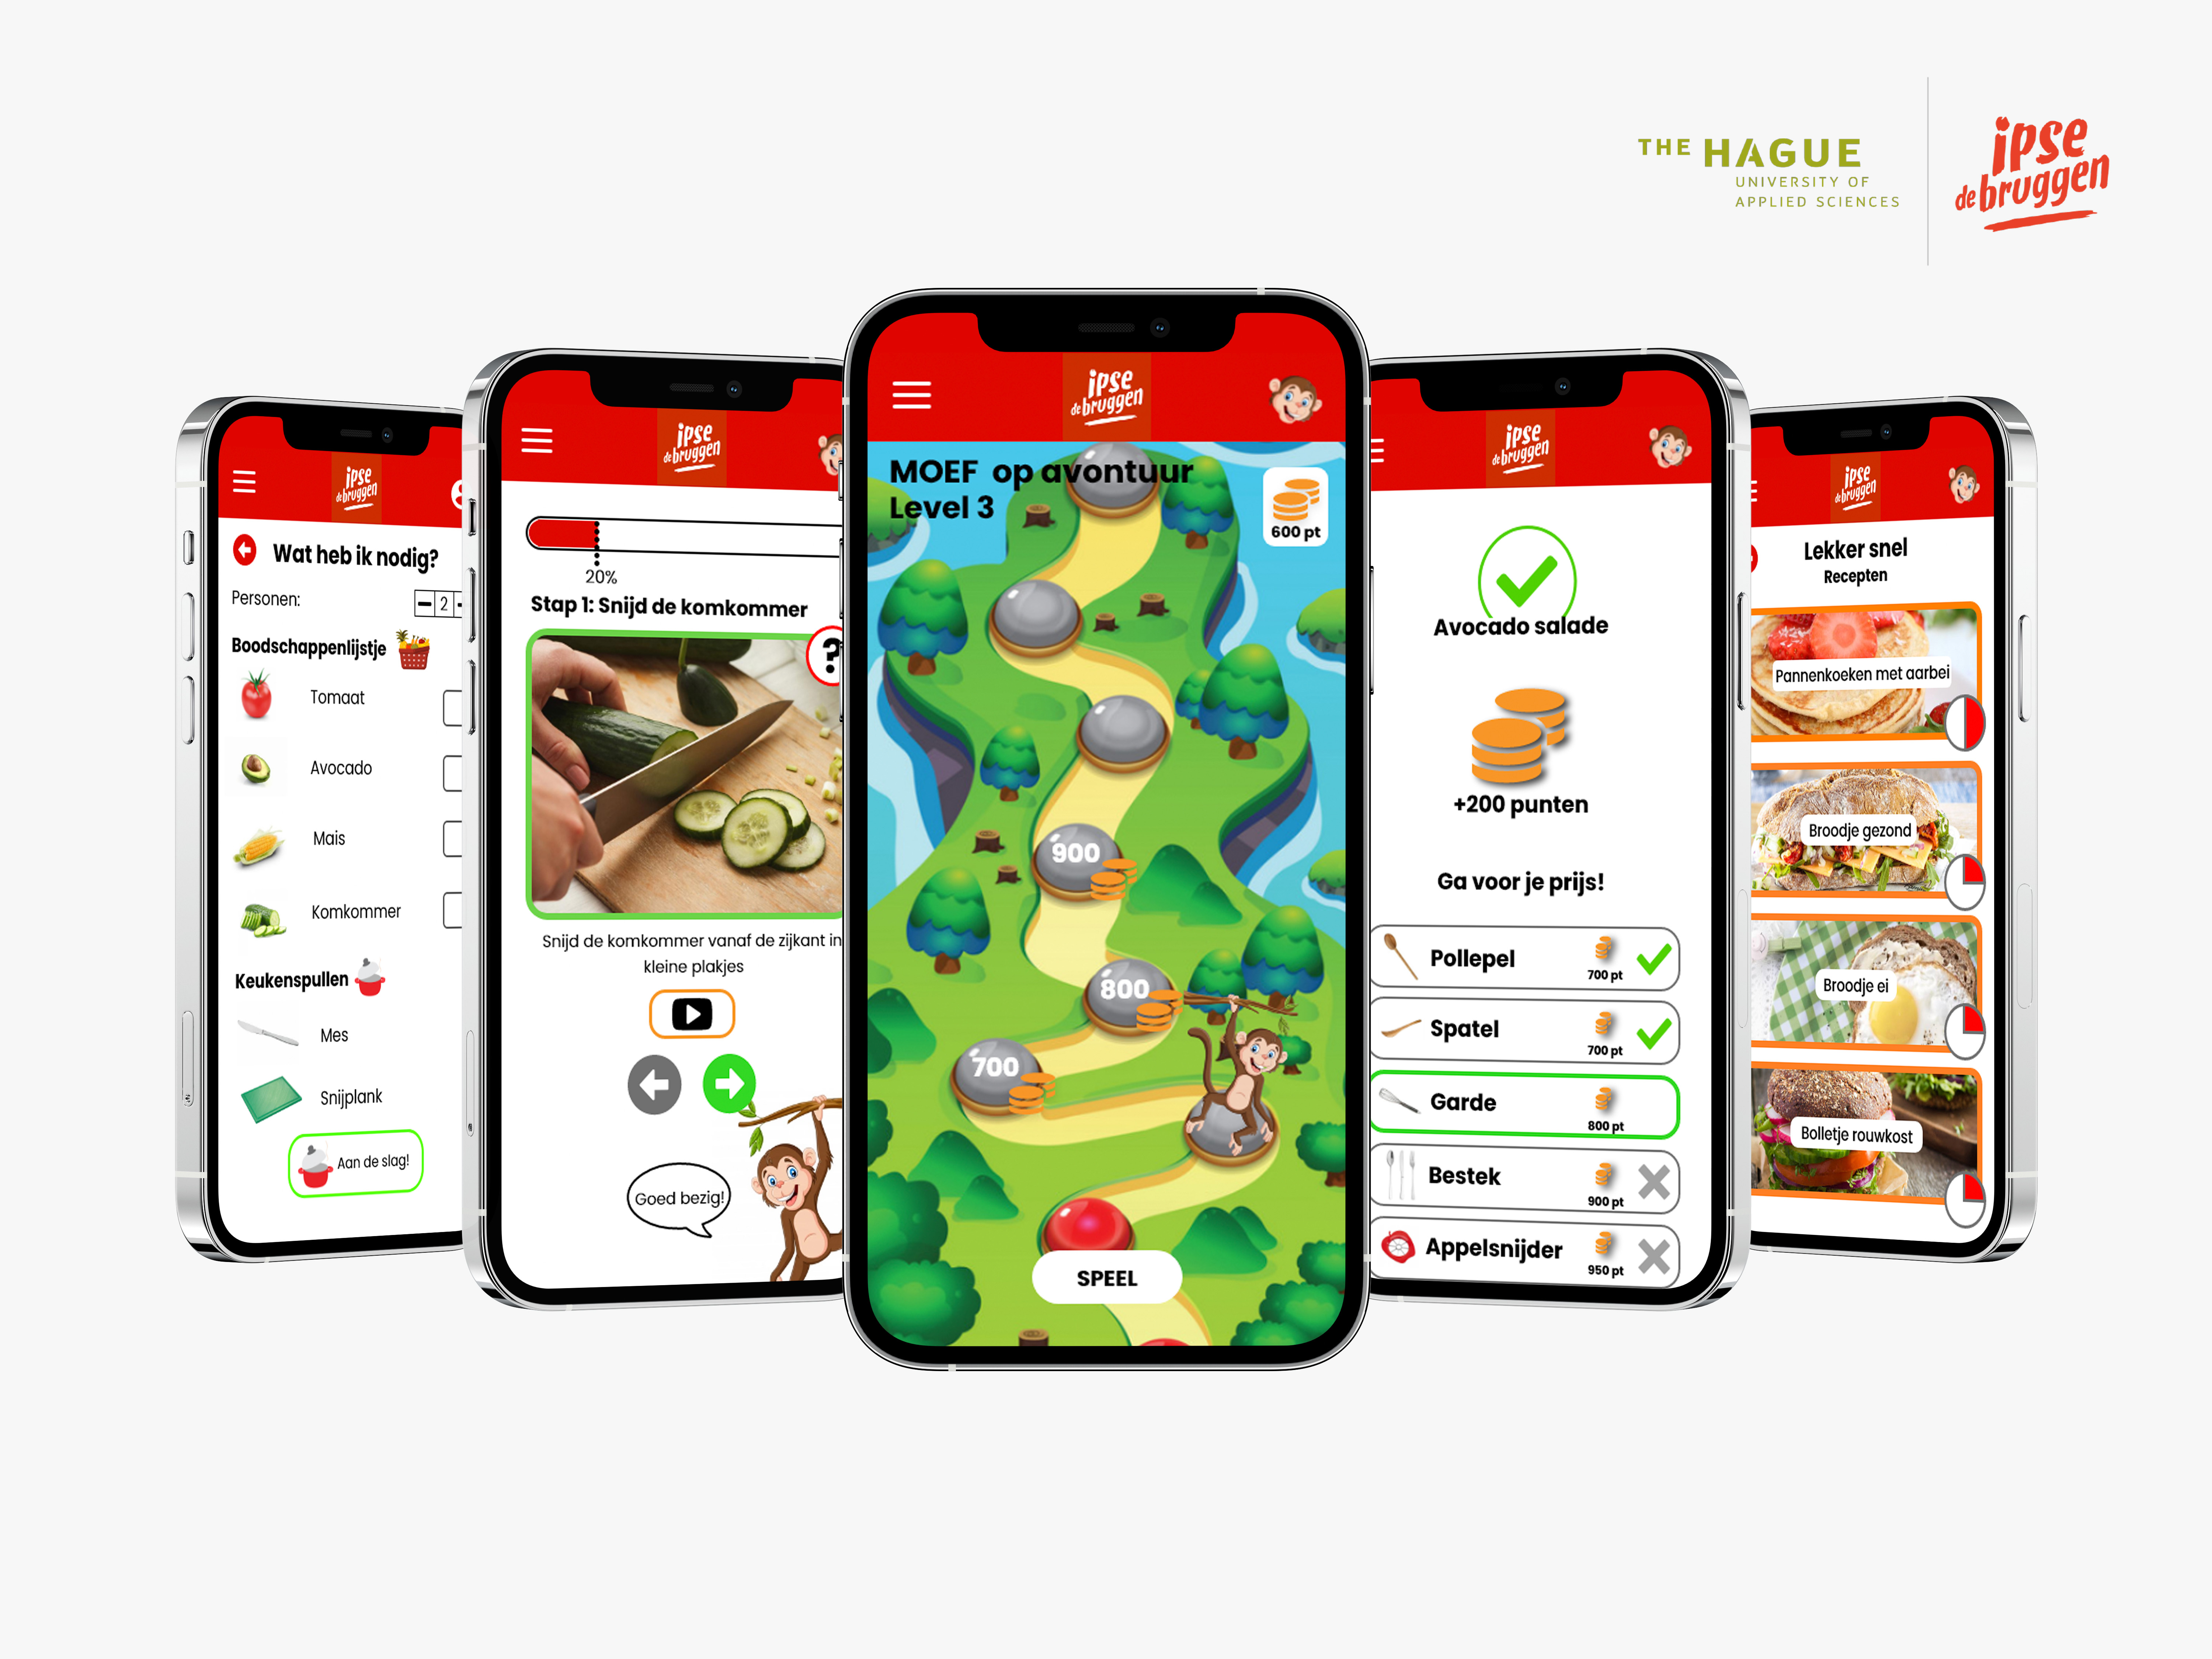 THE HAGUE
UNIVERSITY OF
APPLIED SCIENCES
ipse
de bruggen
ipse
de bruggen
Wat heb ik nodig?
Personen:
2
Boodschappenlijstje
Tomaat
Avocado
Mais
Komkommer
Keukenspullen
Mes
Snijplank
Aan de slag!
ipse
de bruggen
20%
Stap 1: Snijd de komkommer
?
Snijd de komkommer vanaf de zijkant in
kleine plakjes
Goed bezig!
ipse
de bruggen
MOEF op avontuur
Level 3
600 pt
900
800
700
SPEEL
ipse
de bruggen
Avocado salade
+200 punten
Ga voor je prijs!
Pollepel
700 pt
Spatel
700 pt
Garde
800 pt
Bestek
900 pt
Appelsnijder
950 pt
ipse
de bruggen
Lekker snel
Recepten
Pannenkoeken met aarbei
Broodje gezond
Broodje ei
Bolletje rouwkost